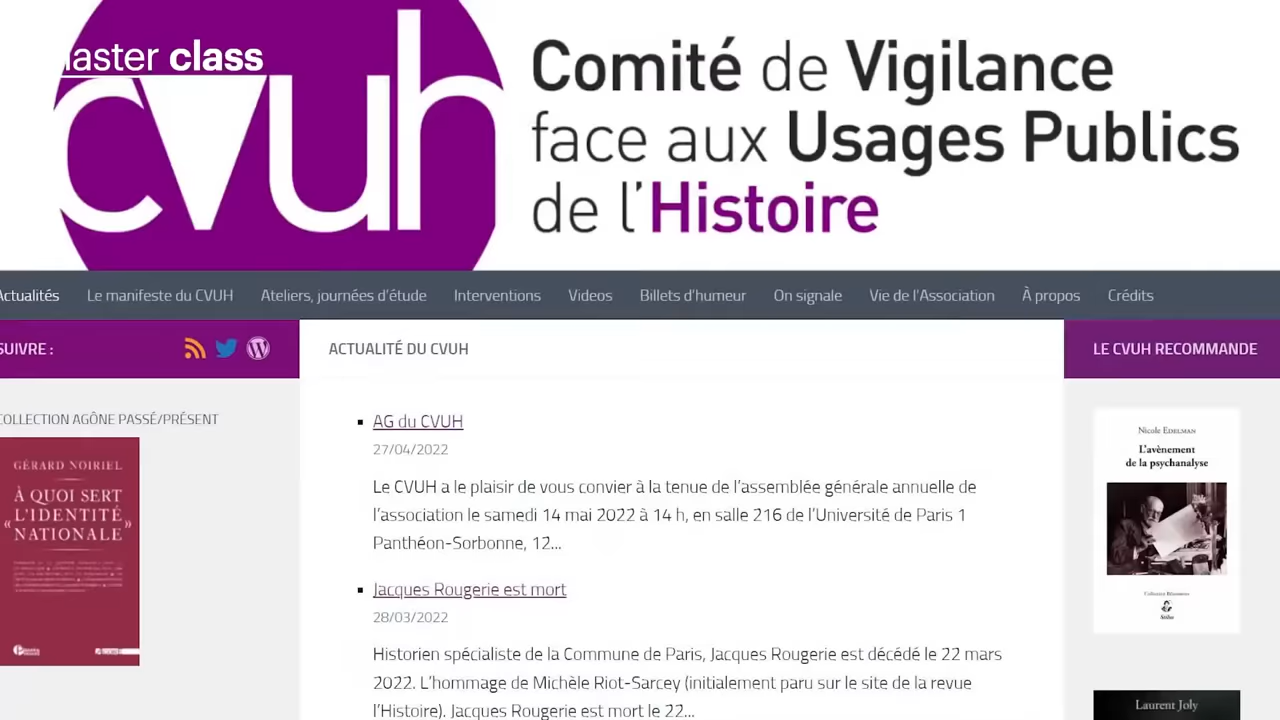 aster class
cvuh
Comité de Vigilance
face aux Usages Publics
de l'Histoire
Actualités
Le manifeste du CVUH
Ateliers, journées d'étude
Interventions
Videos
Billets d'humeur
On signale
Vie de l'Association
À propos
Crédits
SUIVRE :
COLLECTION AGÔNE PASSÉ/PRÉSENT
GÉRARD NOIRIEL
À QUOI SERT
« L'IDENTITÉ »
NATIONALE
ACTUALITÉ DU CVUH
AG du CVUH
27/04/2022
Le CVUH a le plaisir de vous convier à la tenue de l'assemblée générale annuelle de
l'association le samedi 14 mai 2022 à 14 h, en salle 216 de l'Université de Paris 1
Panthéon-Sorbonne, 12...
Jacques Rougerie est mort
28/03/2022
Historien spécialiste de la Commune de Paris, Jacques Rougerie est décédé le 22 mars
2022. L'hommage de Michèle Riot-Sarcey (initialement paru sur le site de la revue
l'Histoire). Jacques Rougerie est mort le 22...
LE CVUH RECOMMANDE
Nicole EDELMAN
L'avènement
de la psychanalyse
Stilus
Laurent Joly